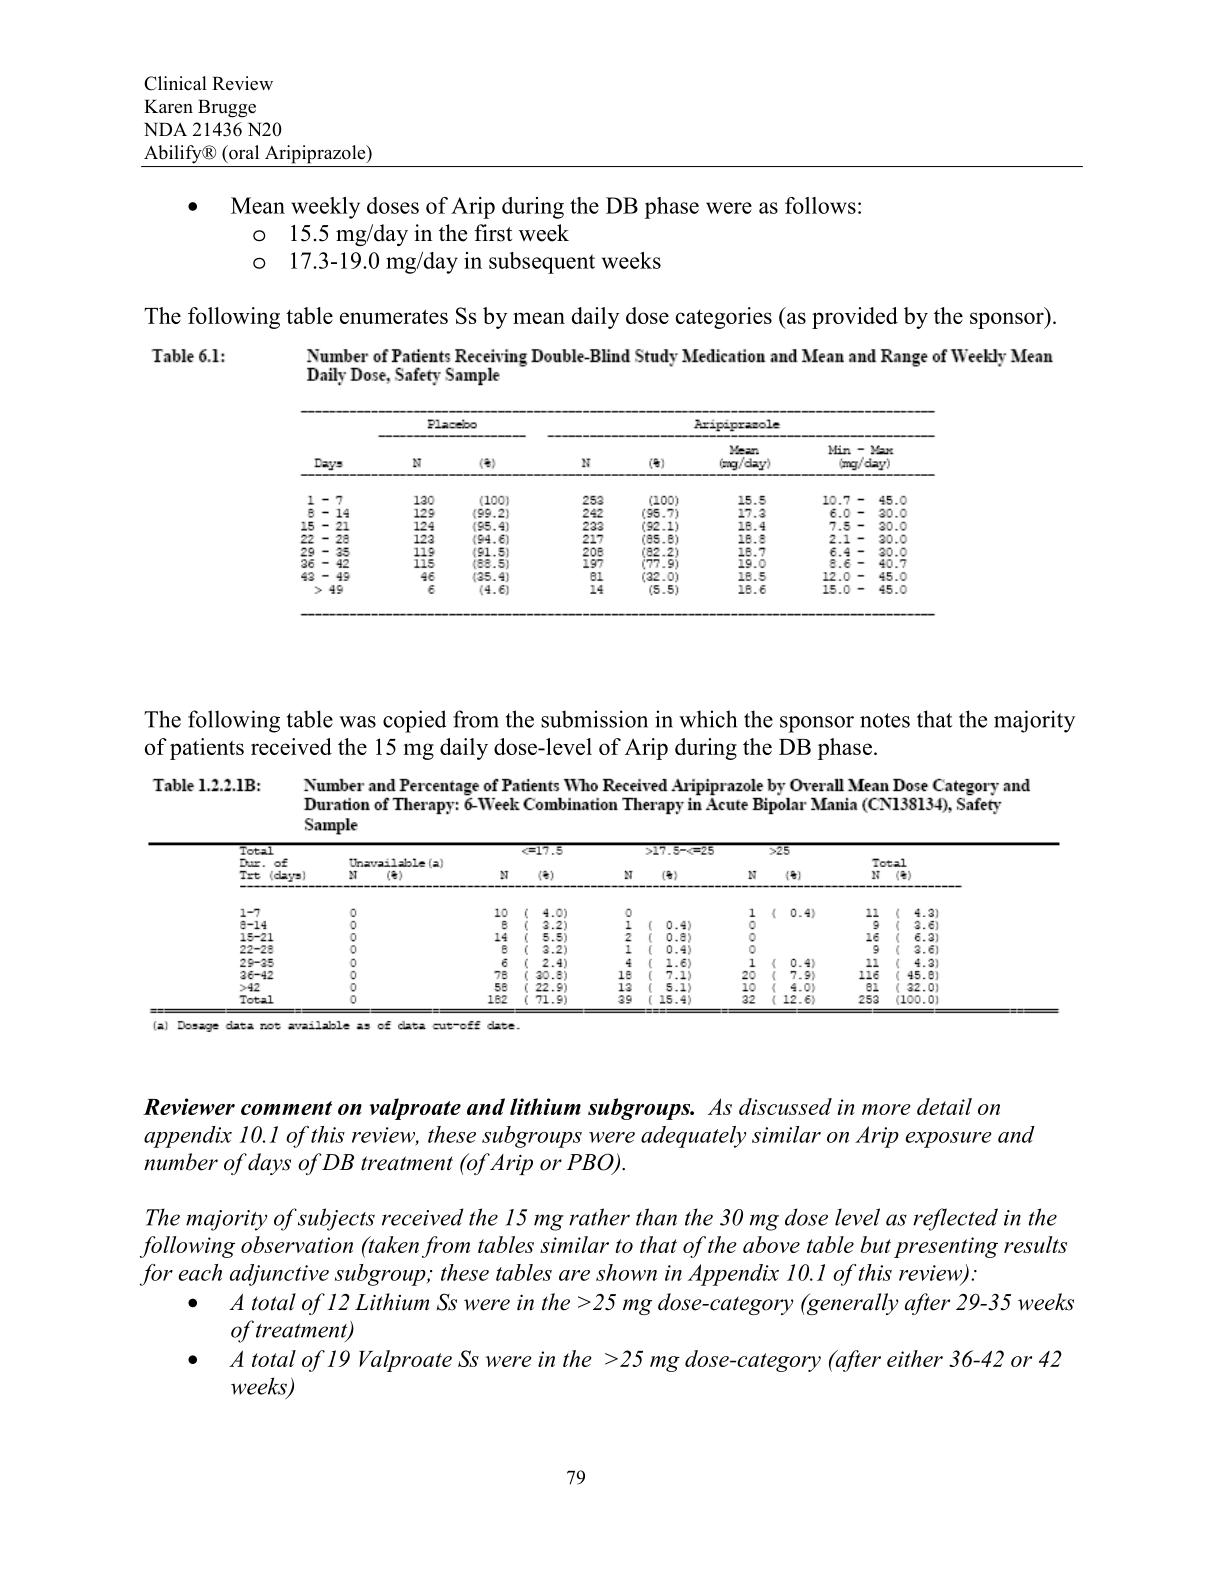 Clinical Review
Karen Brugge
NDA 21436 N20
Abilify® (oral Aripiprazole)
• Mean weekly doses of Arip during the DB phase were as follows:
o 15.5 mg/day in the first week
o 17.3-19.0 mg/day in subsequent weeks
The following table enumerates Ss by mean daily dose categories (as provided by the sponsor).
Table 6.1: Number of Patients Receiving Double-Blind Study Medication and Mean and Range of Weekly Mean
Daily Dose, Safety Sample
Placebo Aripiprazole
Mean Min - Max
Days N (%) N (%) (mg/day) (mg/day)
1 - 7 130 (100) 253 (100) 15.5 10.7 - 45.0
8 - 14 129 (99.2) 242 (95.7) 17.3 6.0 - 30.0
15 - 21 124 (95.4) 233 (92.1) 18.4 7.5 - 30.0
22 - 28 123 (94.6) 217 (85.8) 18.8 2.1 - 30.0
29 - 35 119 (91.5) 208 (82.2) 18.7 6.4 - 30.0
36 - 42 115 (88.5) 197 (77.9) 19.0 8.6 - 40.7
43 - 49 46 (35.4) 81 (32.0) 18.5 12.0 - 45.0
> 49 6 (4.6) 14 (5.5) 18.6 15.0 - 45.0
The following table was copied from the submission in which the sponsor notes that the majority
of patients received the 15 mg daily dose-level of Arip during the DB phase.
Table 1.2.2.1B: Number and Percentage of Patients Who Received Aripiprazole by Overall Mean Dose Category and
Duration of Therapy: 6-Week Combination Therapy in Acute Bipolar Mania (CN138134), Safety
Sample
Total <=17.5 >17.5-<=25 >25
Dur. of Unavailable(a) Total
Trt (days) N (%) N (%) N (%) N (%) N (%)
1-7 0 10 ( 4.0) 0 1 ( 0.4) 11 ( 4.3)
8-14 0 8 ( 3.2) 1 ( 0.4) 0 9 ( 3.6)
15-21 0 14 ( 5.5) 2 ( 0.8) 0 16 ( 6.3)
22-28 0 8 ( 3.2) 1 ( 0.4) 0 9 ( 3.6)
29-35 0 6 ( 2.4) 4 ( 1.6) 1 ( 0.4) 11 ( 4.3)
36-42 0 78 ( 30.8) 18 ( 7.1) 20 ( 7.9) 116 ( 45.8)
>42 0 58 ( 22.9) 13 ( 5.1) 10 ( 4.0) 81 ( 32.0)
Total 0 182 ( 71.9) 39 ( 15.4) 32 ( 12.6) 253 (100.0)
(a) Dosage data not available as of data cut-off date.
Reviewer comment on valproate and lithium subgroups. As discussed in more detail on
appendix 10.1 of this review, these subgroups were adequately similar on Arip exposure and
number of days of DB treatment (of Arip or PBO).
The majority of subjects received the 15 mg rather than the 30 mg dose level as reflected in the
following observation (taken from tables similar to that of the above table but presenting results
for each adjunctive subgroup; these tables are shown in Appendix 10.1 of this review):
• A total of 12 Lithium Ss were in the >25 mg dose-category (generally after 29-35 weeks
of treatment)
• A total of 19 Valproate Ss were in the >25 mg dose-category (after either 36-42 or 42
weeks)
79